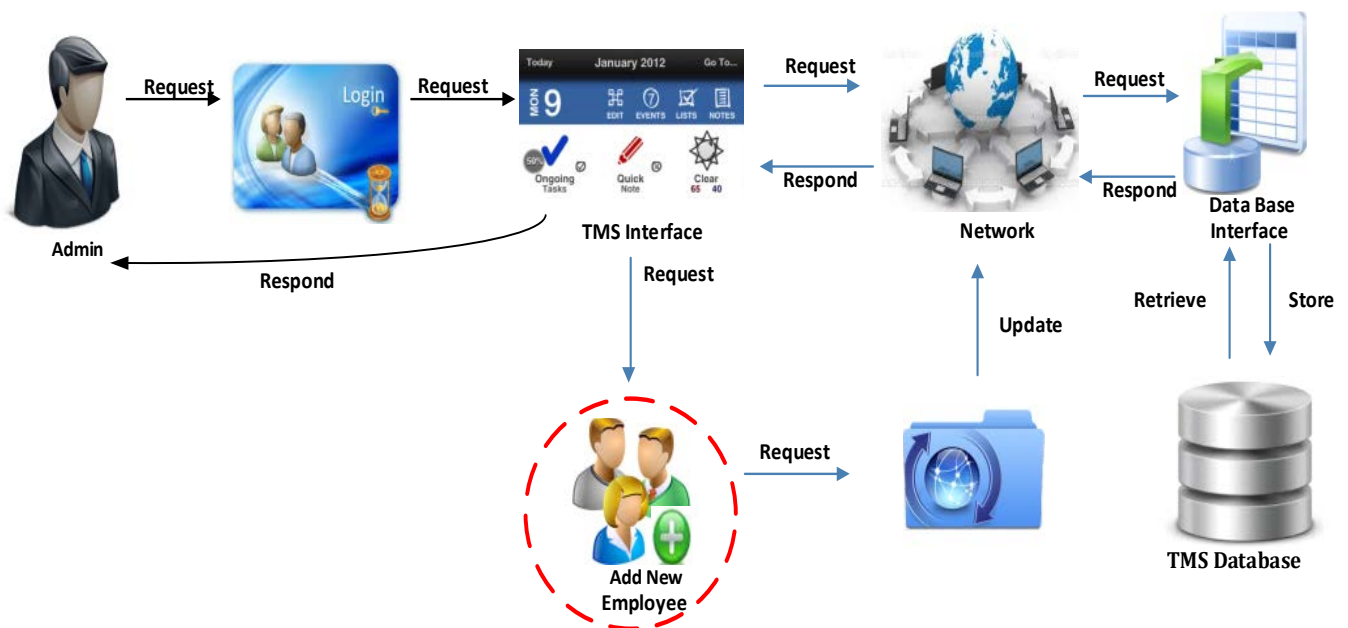 Request
Request
Request
Request
Login
Today
January 2012
Go To...
MON
9
EDIT
7
EVENTS
LISTS
NOTES
50%
Ongoing
Tasks
Quick
Note
Clear
65 40
Respond
Respond
Admin
TMS Interface
Network
Data Base
Interface
Respond
Request
Retrieve
Store
Update
Request
Add New
Employee
TMS Database